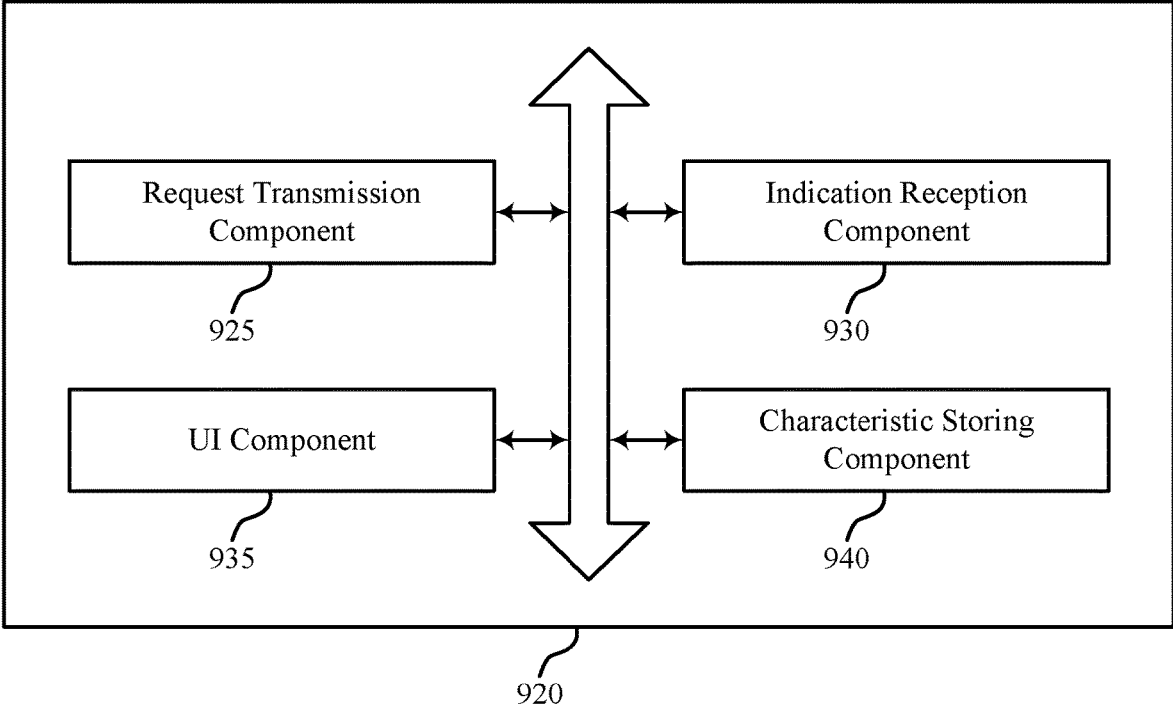 Request Transmission
Component
925
Indication Reception
Component
930
UI Component
935
Characteristic Storing
Component
940
920